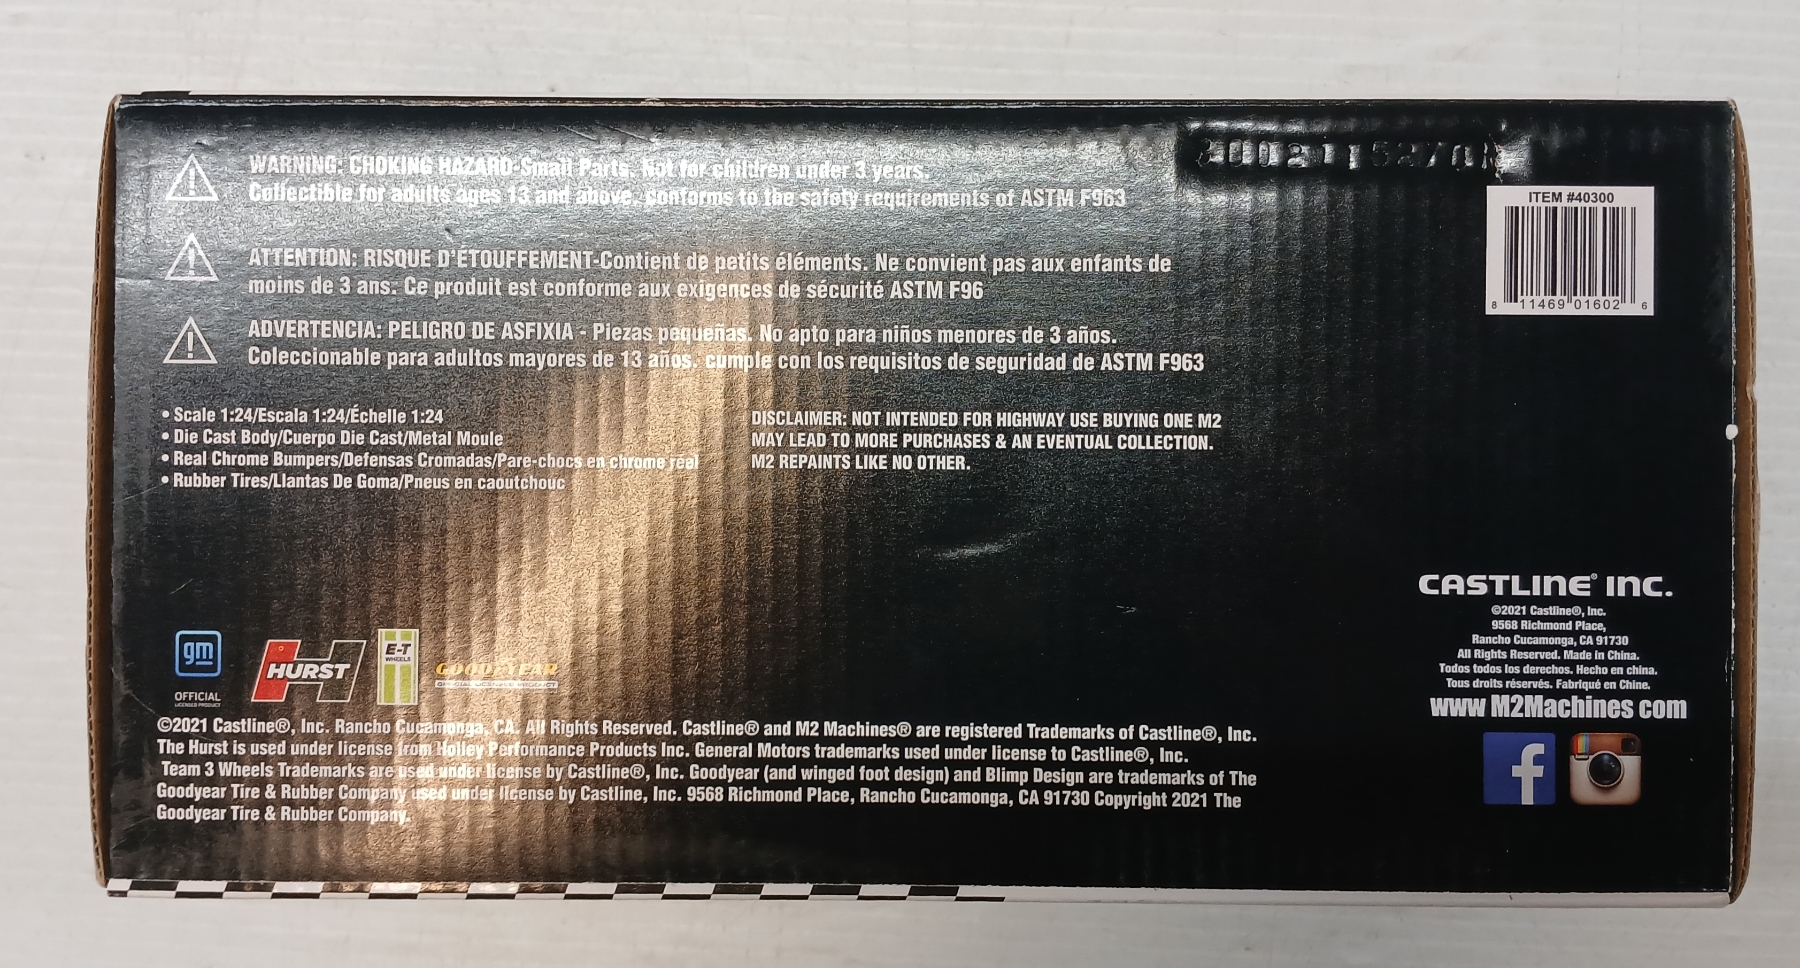 WARNING: CHOKING HAZARD-Small Parts. Not for children under 3 years.
Collectible for adults ages 13 and above, conforms to the safety requirements of ASTM F963
ATTENTION: RISQUE D'ÉTOUFFEMENT-Contient de petits éléments. Ne convient pas aux enfants de
moins de 3 ans. Ce produit est conforme aux exigences de sécurité ASTM F96
ADVERTENCIA: PELIGRO DE ASFIXIA - Piezas pequeñas. No apto para niños menores de 3 años.
Coleccionable para adultos mayores de 13 años. cumple con los requisitos de seguridad de ASTM F963
ITEM #40300
8 11469 01602 6
• Scale 1:24/Escala 1:24/Échelle 1:24
• Die Cast Body/Cuerpo Die Cast/Metal Moule
• Real Chrome Bumpers/Defensas Cromadas/Pare-chocs en chrome réel
• Rubber Tires/Llantas De Goma/Pneus en caoutchouc
DISCLAIMER: NOT INTENDED FOR HIGHWAY USE BUYING ONE M2
MAY LEAD TO MORE PURCHASES & AN EVENTUAL COLLECTION.
M2 REPAINTS LIKE NO OTHER.
gm
OFFICIAL
LICENSED PRODUCT
HURST
E-T
WHEELS
GOODYEAR
OFFICIAL LICENSED PRODUCT
©2021 Castline®, Inc. Rancho Cucamonga, CA. All Rights Reserved. Castline® and M2 Machines® are registered Trademarks of Castline®, Inc.
The Hurst is used under license from Holley Performance Products Inc. General Motors trademarks used under license to Castline®, Inc.
Team 3 Wheels Trademarks are used under license by Castline®, Inc. Goodyear (and winged foot design) and Blimp Design are trademarks of The
Goodyear Tire & Rubber Company used under license by Castline, Inc. 9568 Richmond Place, Rancho Cucamonga, CA 91730 Copyright 2021 The
Goodyear Tire & Rubber Company.
CASTLINE® INC.
©2021 Castline®, Inc.
9568 Richmond Place,
Rancho Cucamonga, CA 91730
All Rights Reserved. Made in China.
Todos todos los derechos. Hecho en china.
Tous droits réservés. Fabriqué en Chine.
www M2Machines com